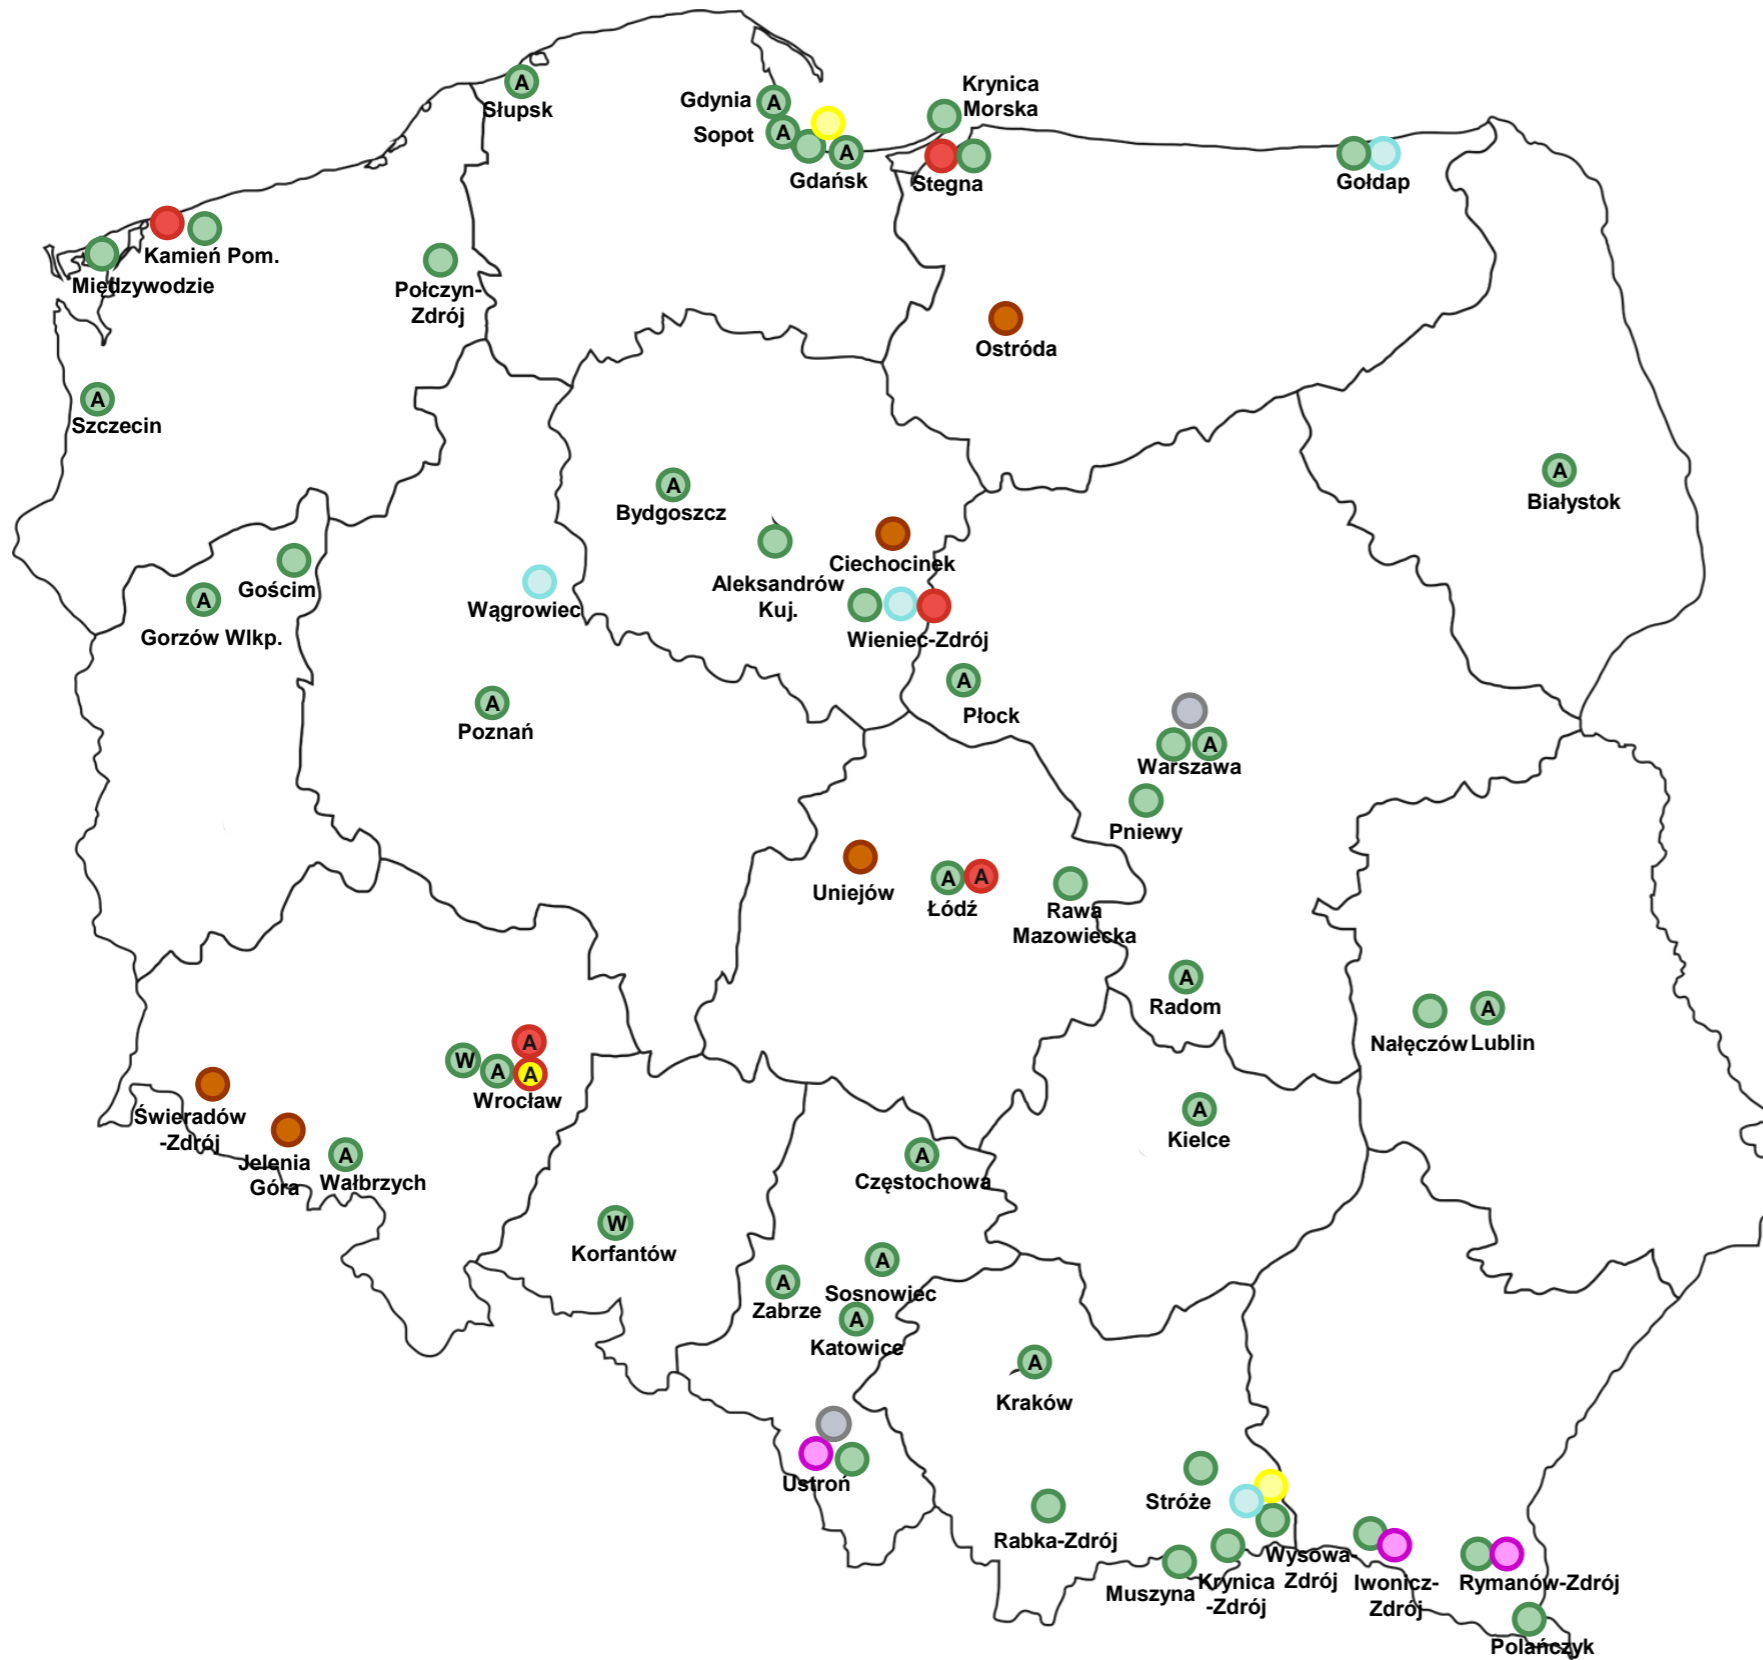 A
Słupsk
Gdynia
A
Sopot
A
A
Gdańsk
Krynica
Morska
Stegna
Gołdap
Kamień Pom.
Międzywodzie
Połczyn-
Zdrój
Ostróda
A
Szczecin
A
Bydgoszcz
A
Białystok
Gościm
A
Gorzów Wlkp.
Wągrowiec
Aleksandrów
Kuj.
Ciechocinek
Wieniec-Zdrój
A
Płock
A
Poznań
A
Warszawa
Pniewy
Uniejów
A A
Łódź
Rawa
Mazowiecka
A
Radom
Nałęczów
A
Lublin
W A A
A
Wrocław
Świeradów
-Zdrój
Jelenia
Góra
A
Wałbrzych
A
Kielce
A
Częstochowa
W
Korfantów
A
Zabrze
A
Sosnowiec
A
Katowice
A
Kraków
Ustroń
Stróże
Rabka-Zdrój
Muszyna
Krynica
-Zdrój
Wysowa-
Zdrój
Iwonicz-
Zdrój
Rymanów-Zdrój
Polańczyk